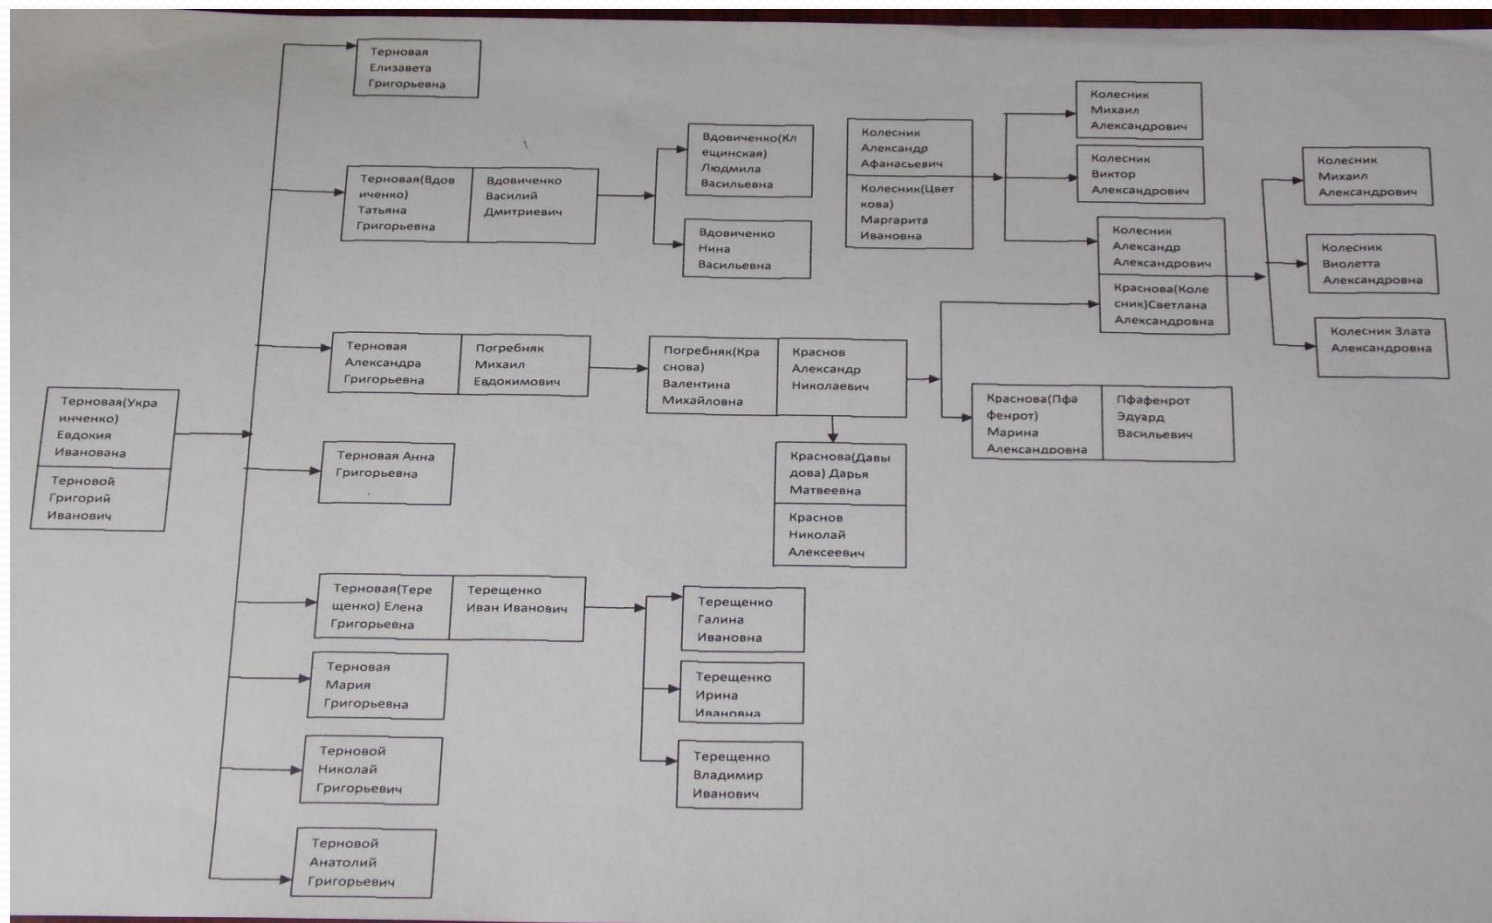 Терновая
Елизавета
Григорьевна
Терновая(Вдов
иченко)
Татьяна
Григорьевна
Вдовиченко
Василий
Дмитриевич
Вдовиченко(Кл
ещинская)
Людмила
Васильевна
Вдовиченко
Нина
Васильевна
Колесник
Александр
Афанасьевич
Колесник(Цвет
кова)
Маргарита
Ивановна
Колесник
Михаил
Александрович
Колесник
Виктор
Александрович
Колесник
Александр
Александрович
Краснова(Коле
сник)Светлана
Александровна
Колесник
Михаил
Александрович
Колесник
Виолетта
Александровна
Колесник Злата
Александровна
Терновая
Александра
Григорьевна
Погребняк
Михаил
Евдокимович
Погребняк(Кра
снова)
Валентина
Михайловна
Краснов
Александр
Николаевич
Краснова(Пфа
фенрот)
Марина
Александровна
Пфафенрот
Эдуард
Васильевич
Краснова(Давы
дова) Дарья
Матвеевна
Краснов
Николай
Алексеевич
Терновая(Укра
инченко)
Евдокия
Иванована
Терновой
Григорий
Иванович
Терновая Анна
Григорьевна
Терновая(Тере
щенко) Елена
Григорьевна
Терещенко
Иван Иванович
Терещенко
Галина
Ивановна
Терещенко
Ирина
Ивановна
Терещенко
Владимир
Иванович
Терновая
Мария
Григорьевна
Терновой
Николай
Григорьевич
Терновой
Анатолий
Григорьевич